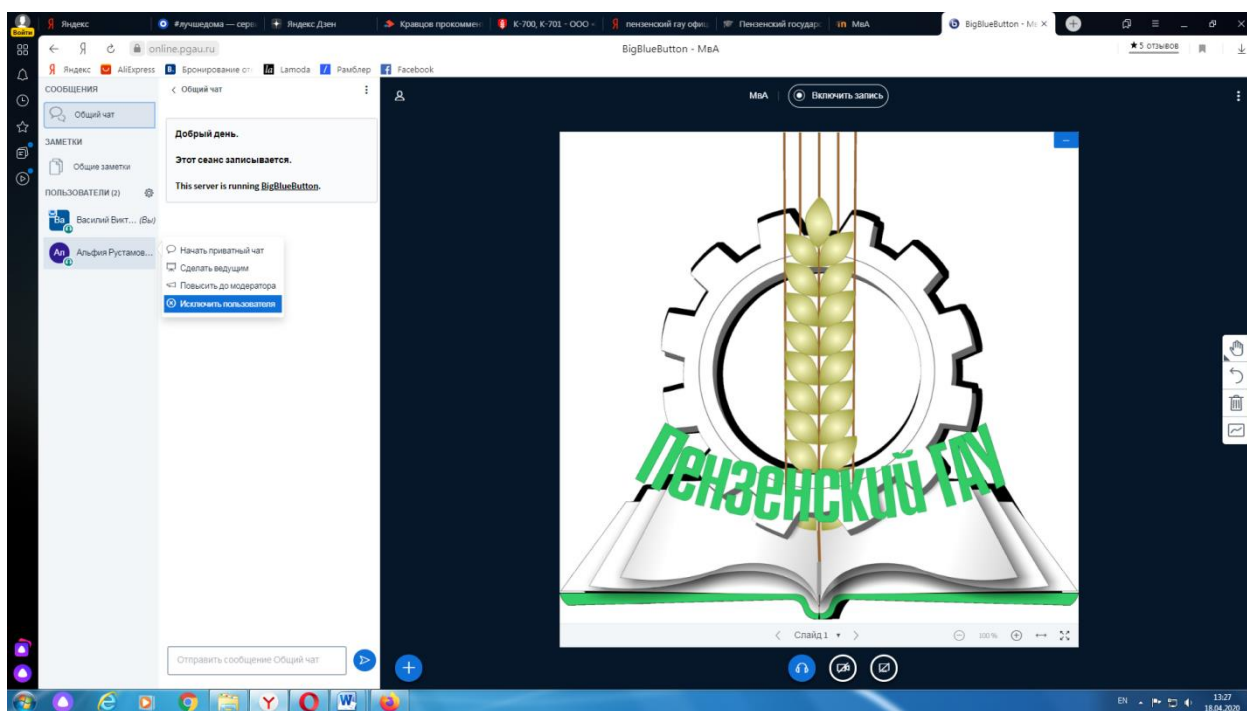 Войти
Яндекс
#лучшедома — серв
Яндекс Дзен
Кравцов прокоммен
К-700, К-701 - ООО -
пензенский гау офиц
Пензенский государс
МвА
BigBlueButton - Мв
online.pgau.ru
BigBlueButton - МвА
★ 5 отзывов
Яндекс
AliExpress
Бронирование от
Lamoda
Рамблер
Facebook
СООБЩЕНИЯ
Общий чат
ЗАМЕТКИ
Общие заметки
ПОЛЬЗОВАТЕЛИ (2)
Ва
Василий Викт... (Вы)
Ал
Альфия Рустамов...
Общий чат
Добрый день.
Этот сеанс записывается.
This server is running BigBlueButton.
Начать приватный чат
Сделать ведущим
Повысить до модератора
Исключить пользователя
Отправить сообщение Общий чат
МвА
Включить запись
Пензенский ГАУ
Слайд 1
100%
EN
13:27
18.04.2020